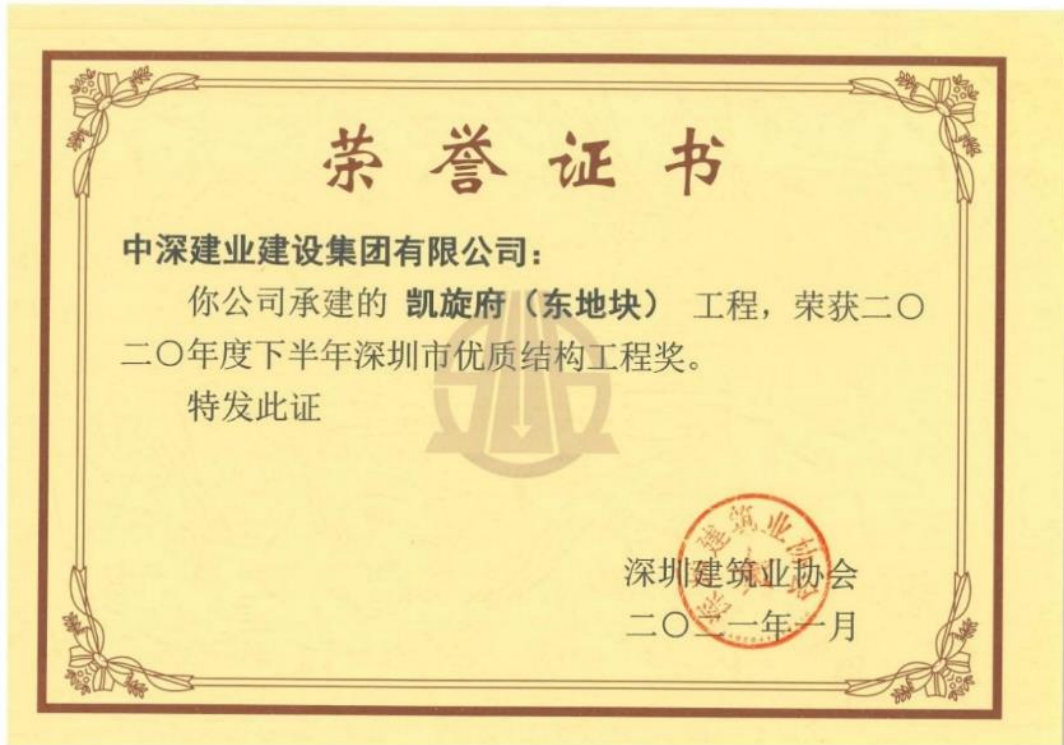 荣誉证书
中深建业建设集团有限公司：
你公司承建的 凯旋府（东地块） 工程，荣获二〇
二〇年度下半年深圳市优质结构工程奖。
特发此证
深圳建筑业协会
二〇二一年一月